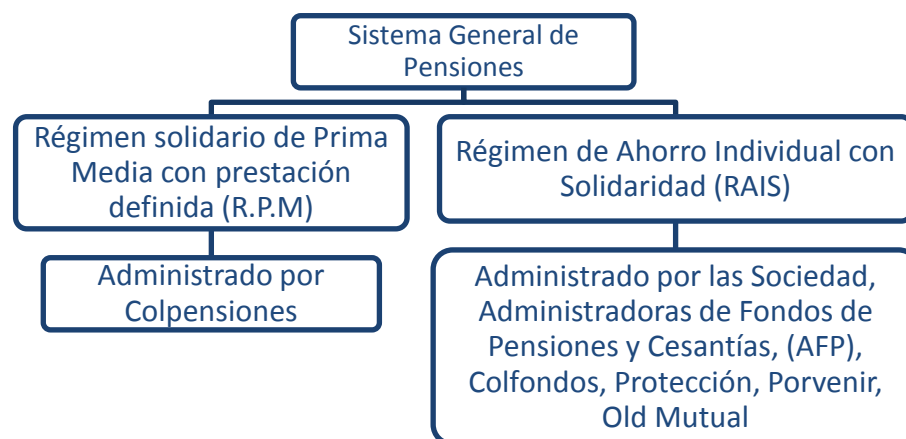 Sistema General de
Pensiones
Régimen solidario de Prima
Media con prestación
definida (R.P.M)
Régimen de Ahorro Individual con
Solidaridad (RAIS)
Administrado por
Colpensiones
Administrado por las Sociedad,
Administradoras de Fondos de
Pensiones y Cesantías, (AFP),
Colfondos, Protección, Porvenir,
Old Mutual